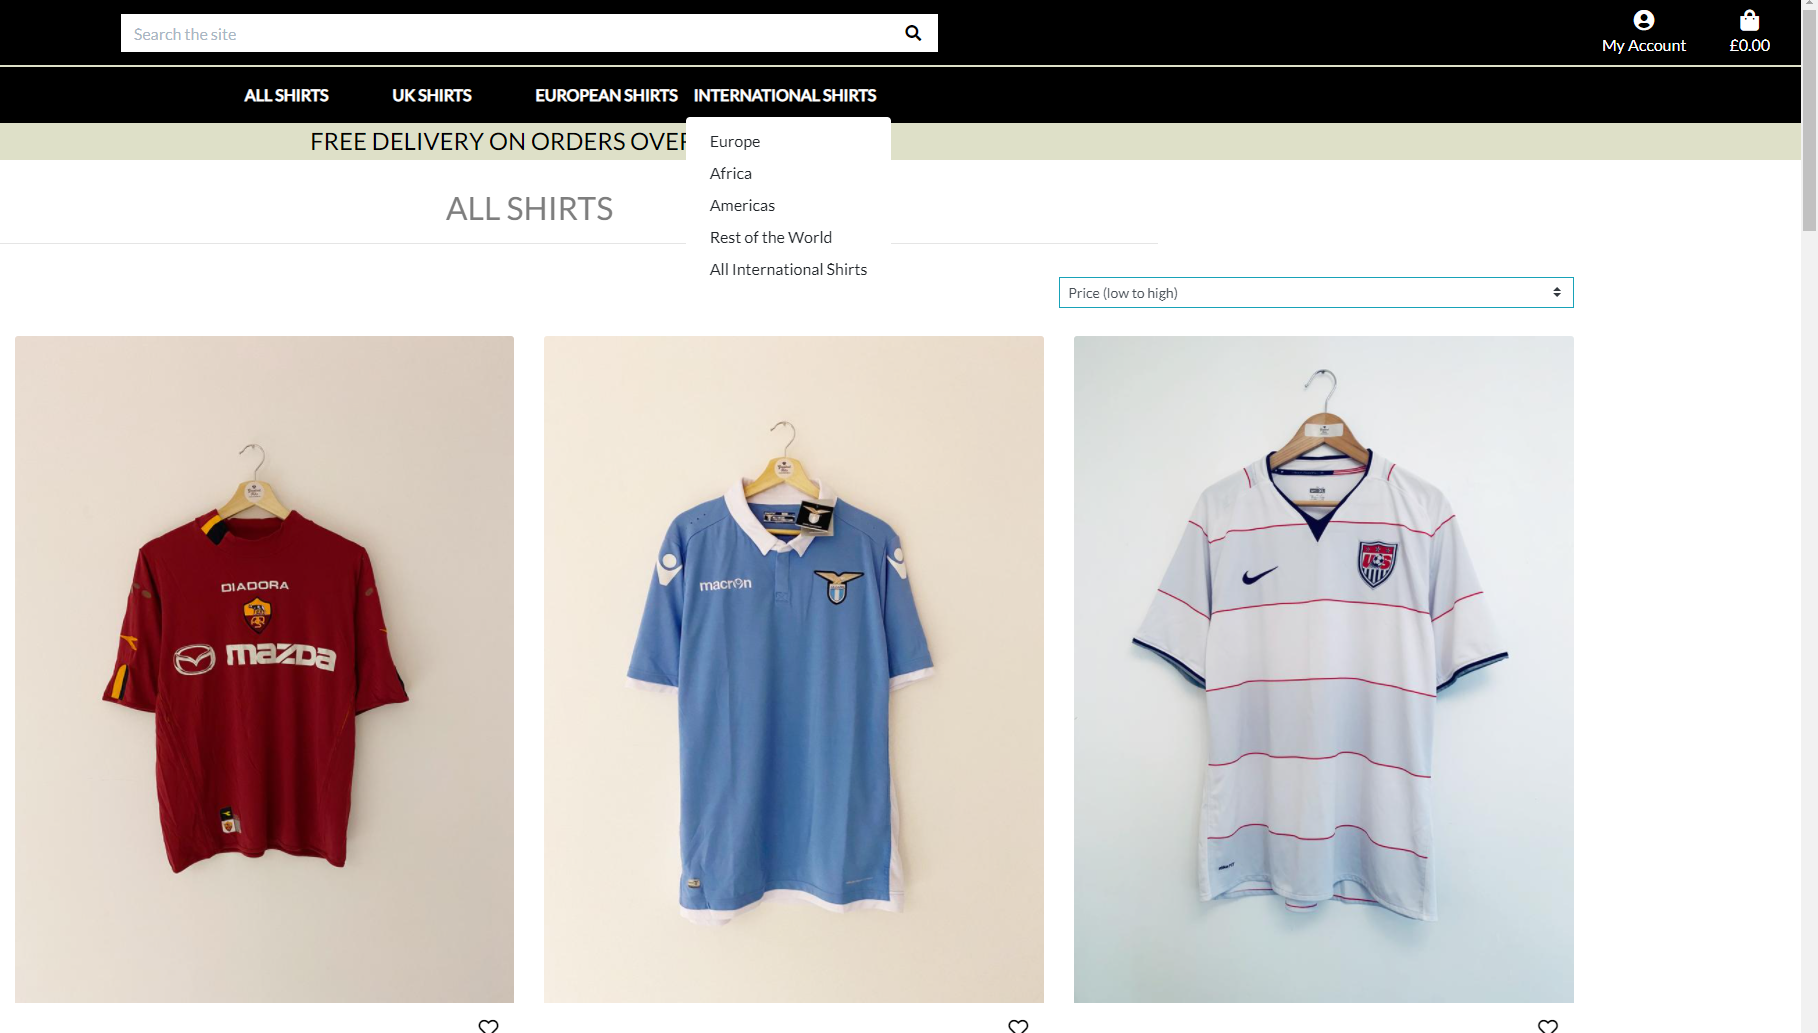 Search the site
My Account
£0.00
ALL SHIRTS
UK SHIRTS
EUROPEAN SHIRTS
INTERNATIONAL SHIRTS
FREE DELIVERY ON ORDERS OVER
Europe
Africa
Americas
Rest of the World
All International Shirts
ALL SHIRTS
Price (low to high)
DIADORA
mazda
macron